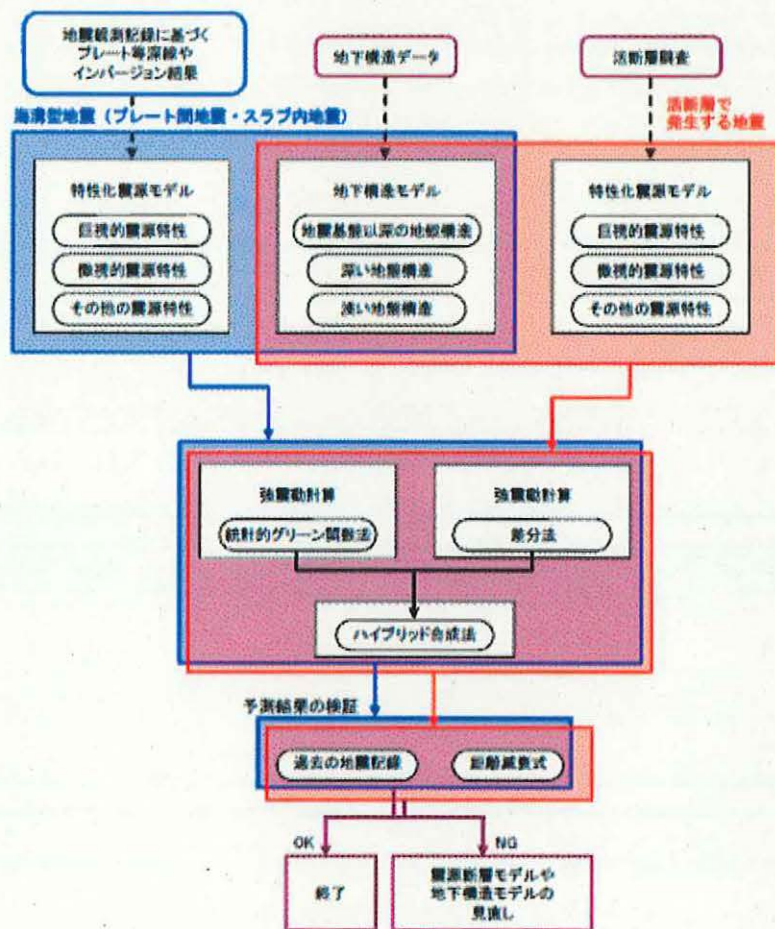 地震観測記録に基づく
プレート等深線や
インバージョン結果
地下構造データ
活断層調査
海溝型地震（プレート間地震・スラブ内地震）
活断層で
発生する地震
特性化震源モデル
巨視的震源特性
微視的震源特性
その他の震源特性
地下構造モデル
地震基盤以深の地殻構造
深い地盤構造
浅い地盤構造
特性化震源モデル
巨視的震源特性
微視的震源特性
その他の震源特性
強震動計算
統計的グリーン関数法
強震動計算
差分法
ハイブリッド合成法
予測結果の検証
過去の地震記録
距離減衰式
OK
NG
終了
震源断層モデルや
地下構造モデルの
見直し